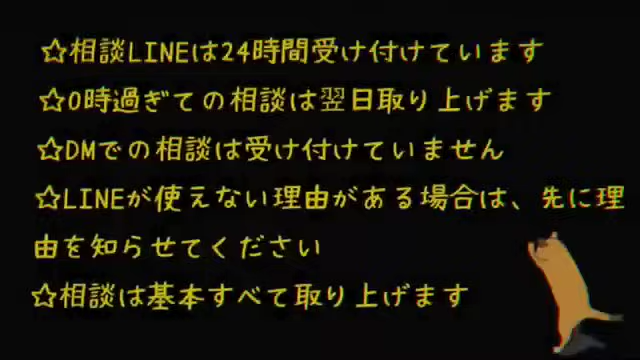 ☆相談LINEは24時間受け付けています
☆0時過ぎての相談は翌日取り上げます
☆DMでの相談は受け付けていません
☆LINEが使えない理由がある場合は、先に理
由を知らせてください
☆相談は基本すべて取り上げます